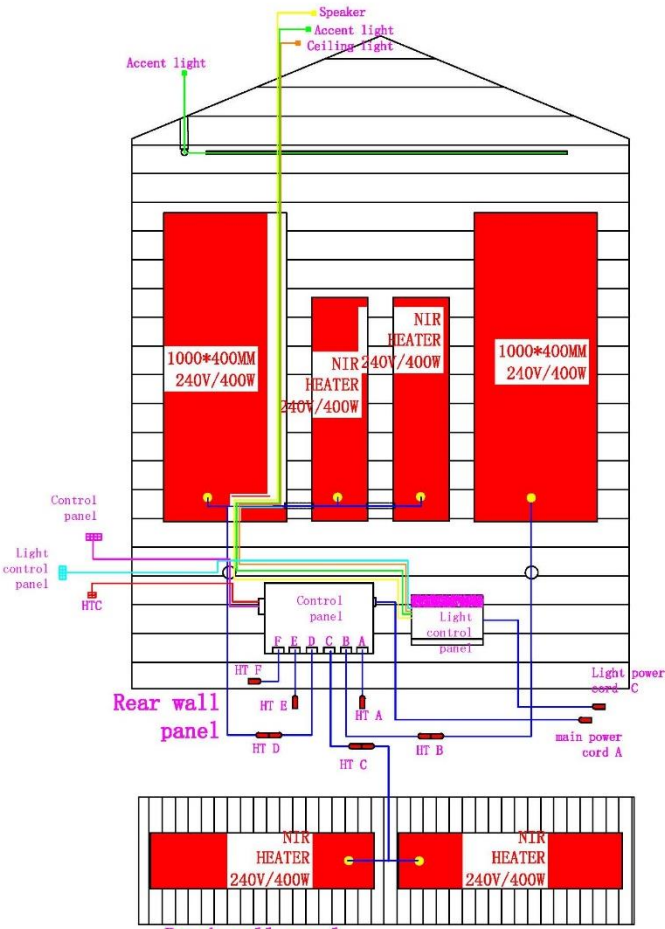 Speaker
Accent light
Ceiling light
Accent light
NIR
HEATER
240V/400W
1000*400MM
240V/400W
NIR
HEATER
240V/400W
1000*400MM
240V/400W
Control
panel
Light
control
panel
HTC
Control
panel
F E D C B A
Light
control
panel
HT F
HT E
HT A
Light power
cord C
Rear wall
panel
HT D
HT C
HT B
main power
cord A
NIR
HEATER
240V/400W
NIR
HEATER
240V/400W